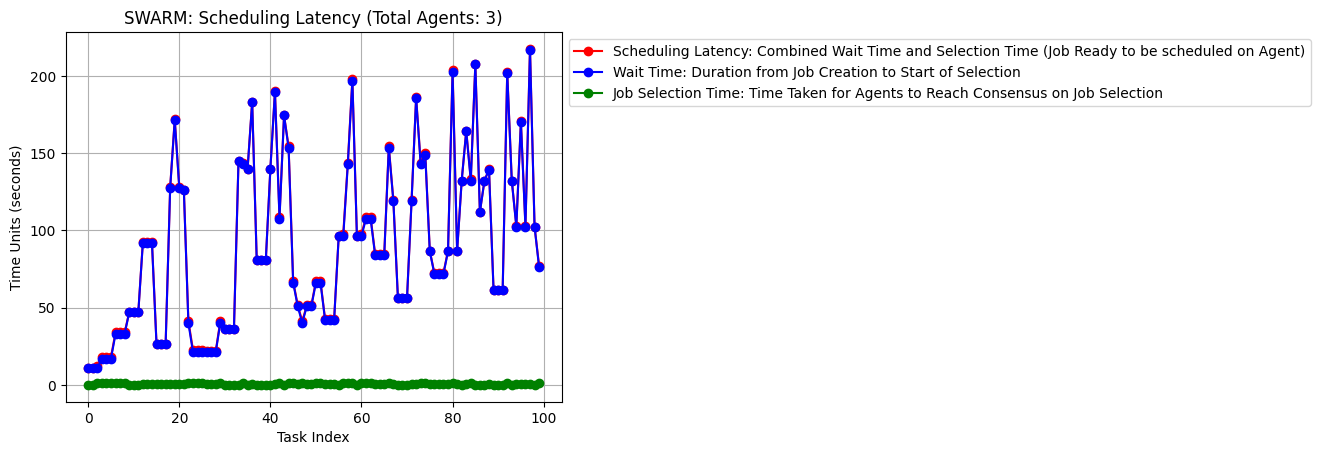 SWARM: Scheduling Latency (Total Agents: 3)
Scheduling Latency: Combined Wait Time and Selection Time (Job Ready to be scheduled on Agent)
Wait Time: Duration from Job Creation to Start of Selection
Job Selection Time: Time Taken for Agents to Reach Consensus on Job Selection
Time Units (seconds)
200
150
100
50
0
0 20 40 60 80 100
Task Index